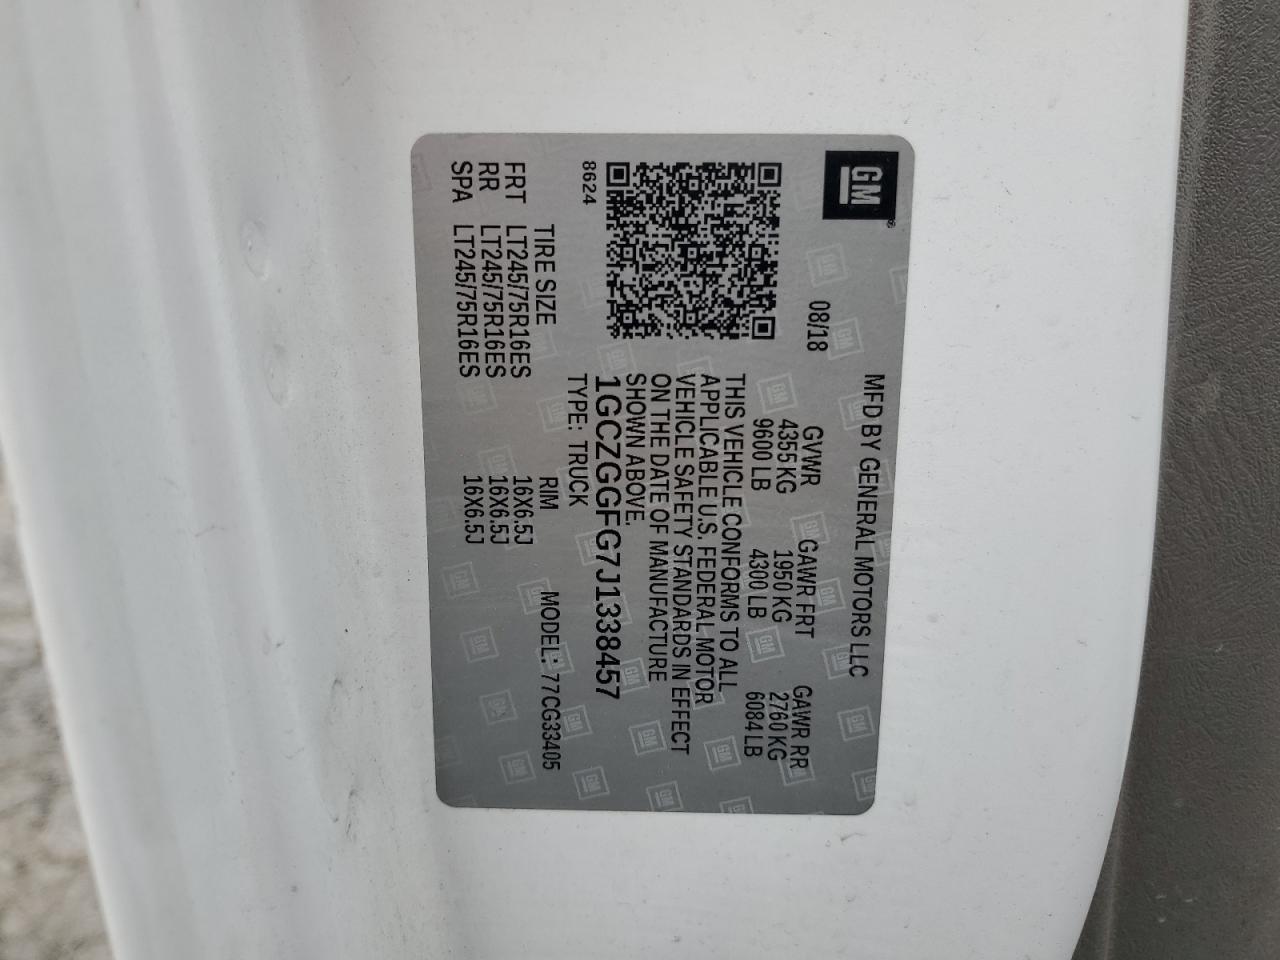 GM
MFD BY GENERAL MOTORS LLC
08/18
GVWR GAWR FRT GAWR RR
4355 KG 1950 KG 2760 KG
9600 LB 4300 LB 6084 LB
THIS VEHICLE CONFORMS TO ALL
APPLICABLE U.S. FEDERAL MOTOR
VEHICLE SAFETY STANDARDS IN EFFECT
ON THE DATE OF MANUFACTURE
SHOWN ABOVE.
1GCZGGFG7J1338457
8624
TYPE: TRUCK
MODEL: 77CG33405
TIRE SIZE RIM
FRT LT245/75R16ES 16X6.5J
RR LT245/75R16ES 16X6.5J
SPA LT245/75R16ES 16X6.5J